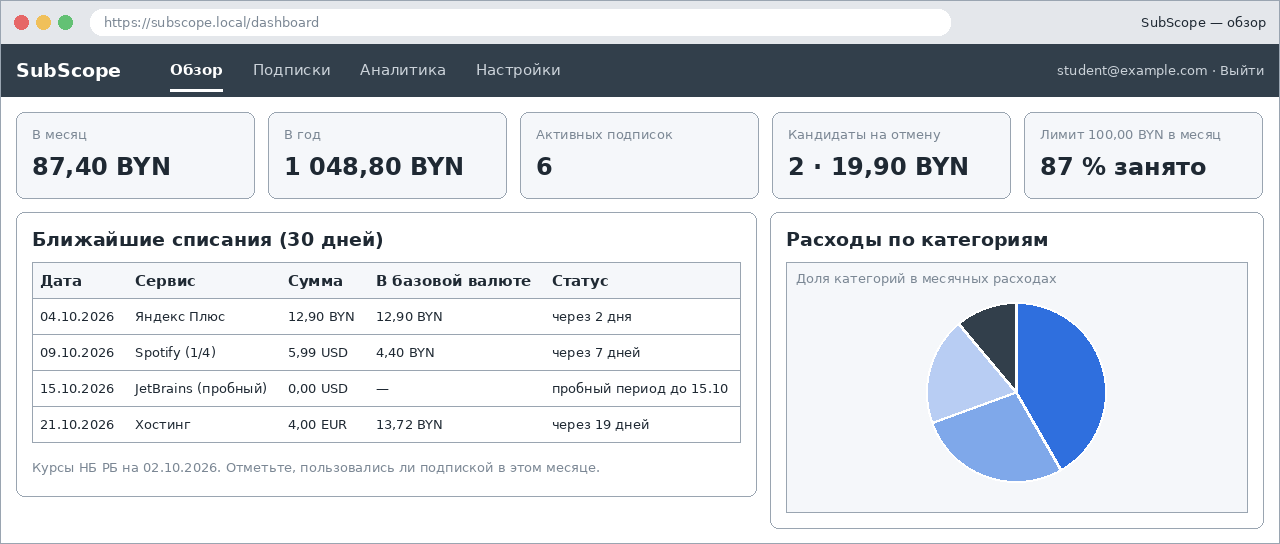 https://subscope.local/dashboard
SubScope — обзор
SubScope
Обзор
Подписки
Аналитика
Настройки
student@example.com · Выйти
В месяц
87,40 BYN
В год
1 048,80 BYN
Активных подписок
6
Кандидаты на отмену
2 · 19,90 BYN
Лимит 100,00 BYN в месяц
87 % занято
Ближайшие списания (30 дней)
Дата Сервис Сумма В базовой валюте Статус
04.10.2026 Яндекс Плюс 12,90 BYN 12,90 BYN через 2 дня
09.10.2026 Spotify (1/4) 5,99 USD 4,40 BYN через 7 дней
15.10.2026 JetBrains (пробный) 0,00 USD — пробный период до 15.10
21.10.2026 Хостинг 4,00 EUR 13,72 BYN через 19 дней
Курсы НБ РБ на 02.10.2026. Отметьте, пользовались ли подпиской в этом месяце.
Расходы по категориям
Доля категорий в месячных расходах